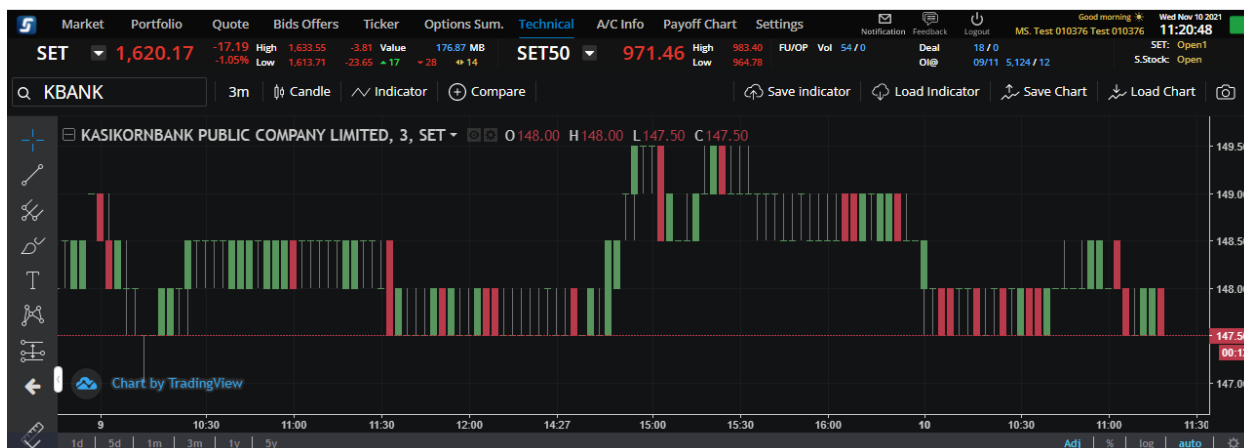 Market Portfolio Quote Bids Offers Ticker Options Sum. Technical A/C Info Payoff Chart Settings Notification Feedback Logout Good morning Wed Nov 10 2021
MS. Test 010376 Test 010376 11:20:48
SET 1,620.17 -17.19 High 1,633.55 -3.81 Value 176.87 MB SET50 971.46 High 983.40 FU/OP Vol 54 / 0 Deal 18 / 0 SET: Open1
-1.05% Low 1,613.71 -23.65 17 28 14 Low 964.78 OI@ 09/11 5,124 / 12 S.Stock: Open
KBANK 3m Candle Indicator Compare Save indicator Load Indicator Save Chart Load Chart
KASIKORNBANK PUBLIC COMPANY LIMITED, 3, SET O148.00 H148.00 L147.50 C147.50
149.50
149.00
148.50
148.00
147.50
147.00
Chart by TradingView
9 10:30 11:00 11:30 12:00 14:27 15:00 15:30 16:00 10 10:30 11:00 11:30
1d 5d 1m 3m 1y 5y Adj % log auto